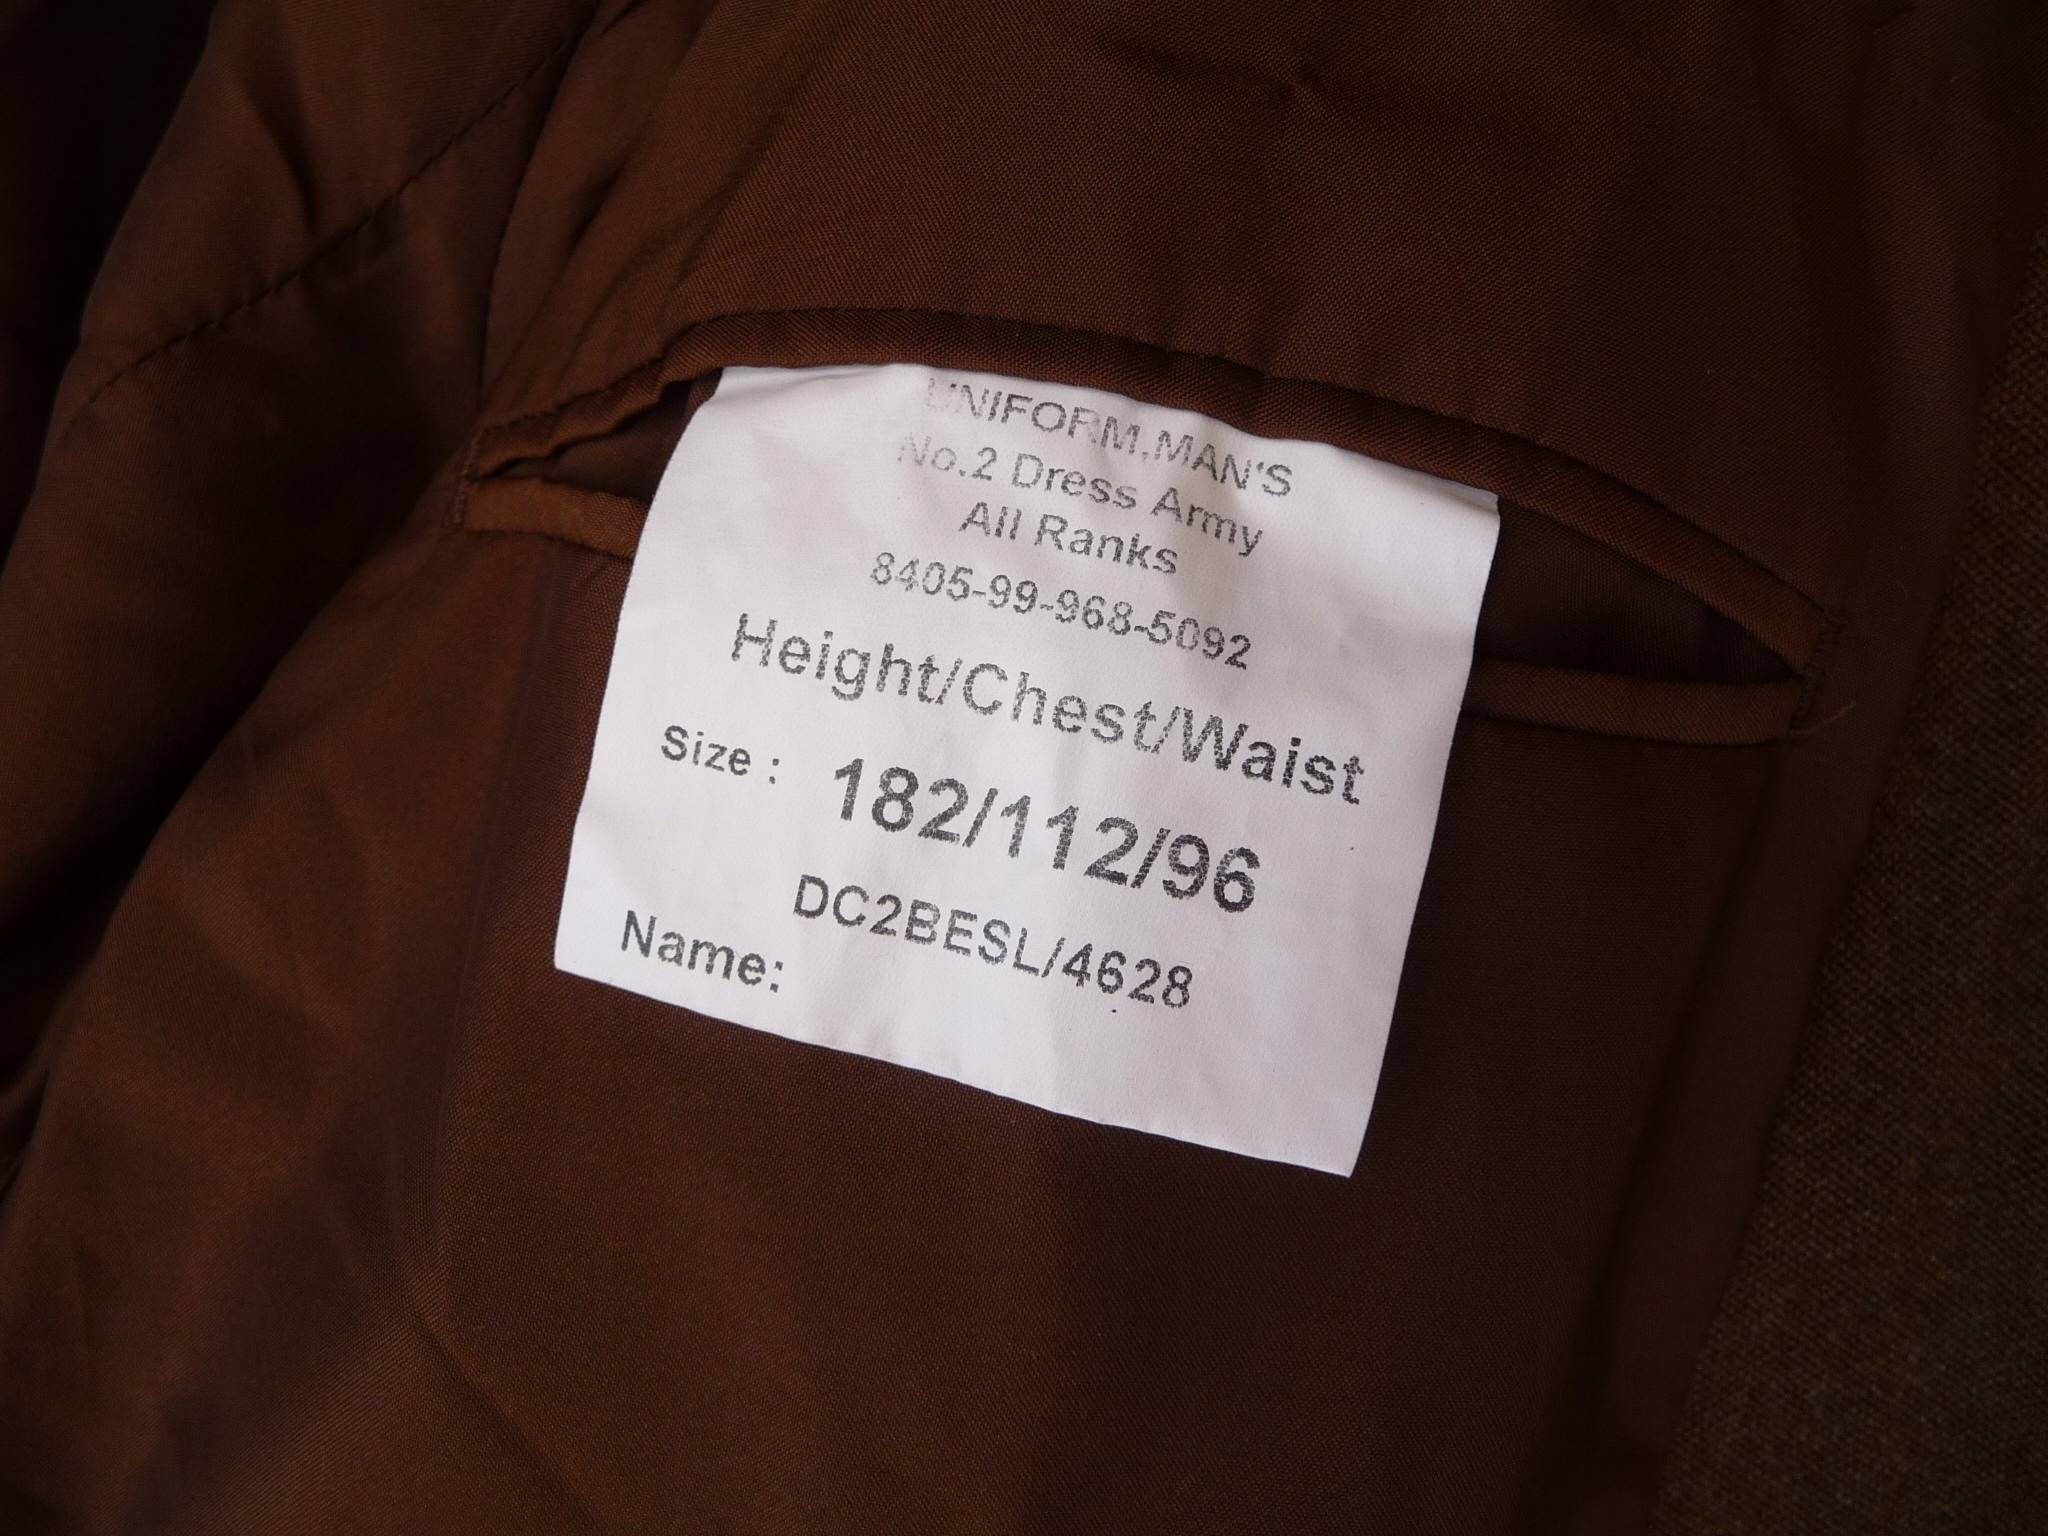 UNIFORM,MAN'S
No.2 Dress Army
All Ranks
8405-99-968-5092
Height/Chest/Waist
Size : 182/112/96
DC2BESL/4628
Name: